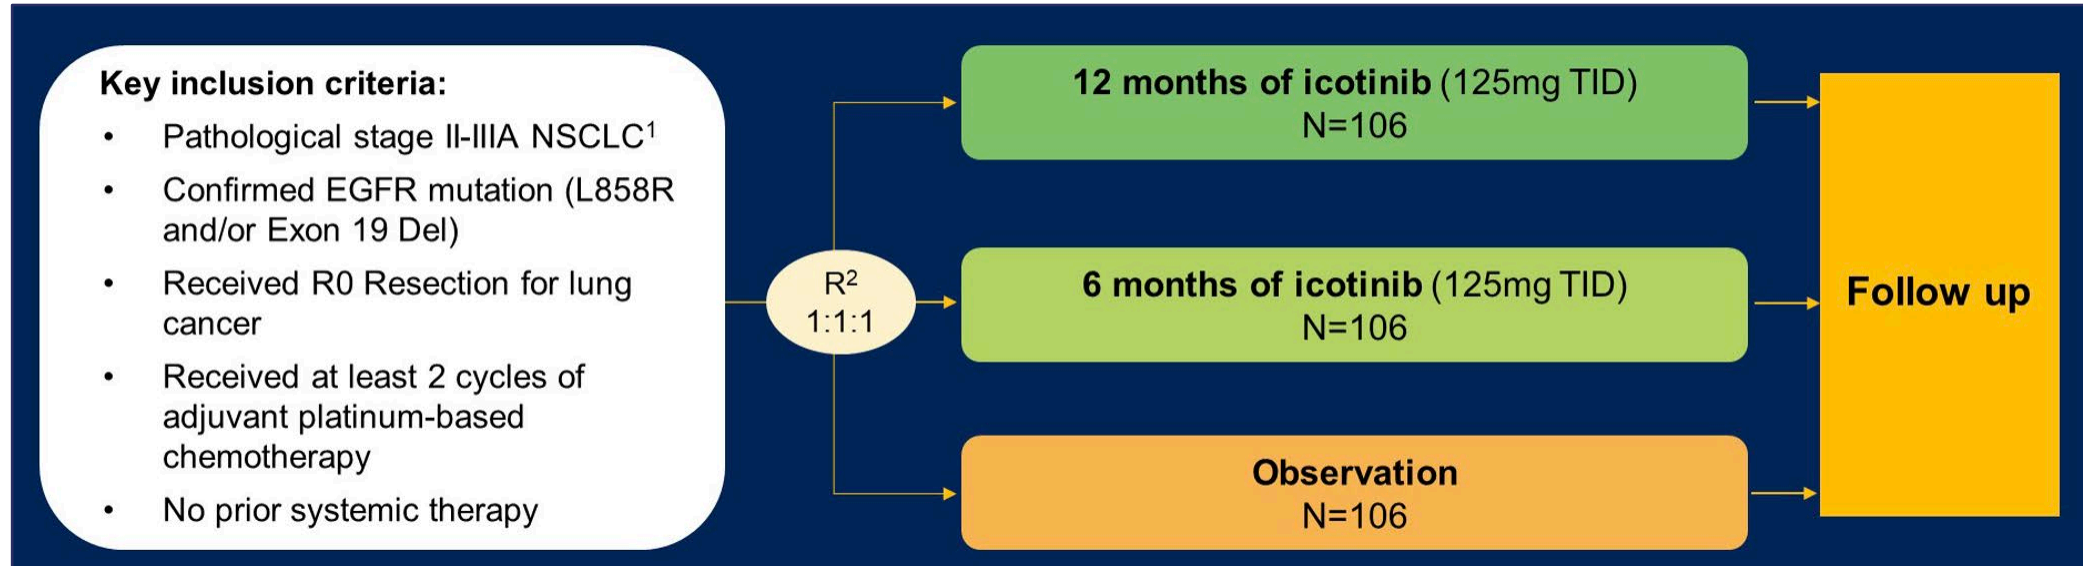 Key inclusion criteria:
• Pathological stage II-IIIA NSCLC¹
• Confirmed EGFR mutation (L858R
and/or Exon 19 Del)
• Received R0 Resection for lung
cancer
• Received at least 2 cycles of
adjuvant platinum-based
chemotherapy
• No prior systemic therapy
R²
1:1:1
12 months of icotinib (125mg TID)
N=106
6 months of icotinib (125mg TID)
N=106
Observation
N=106
Follow up